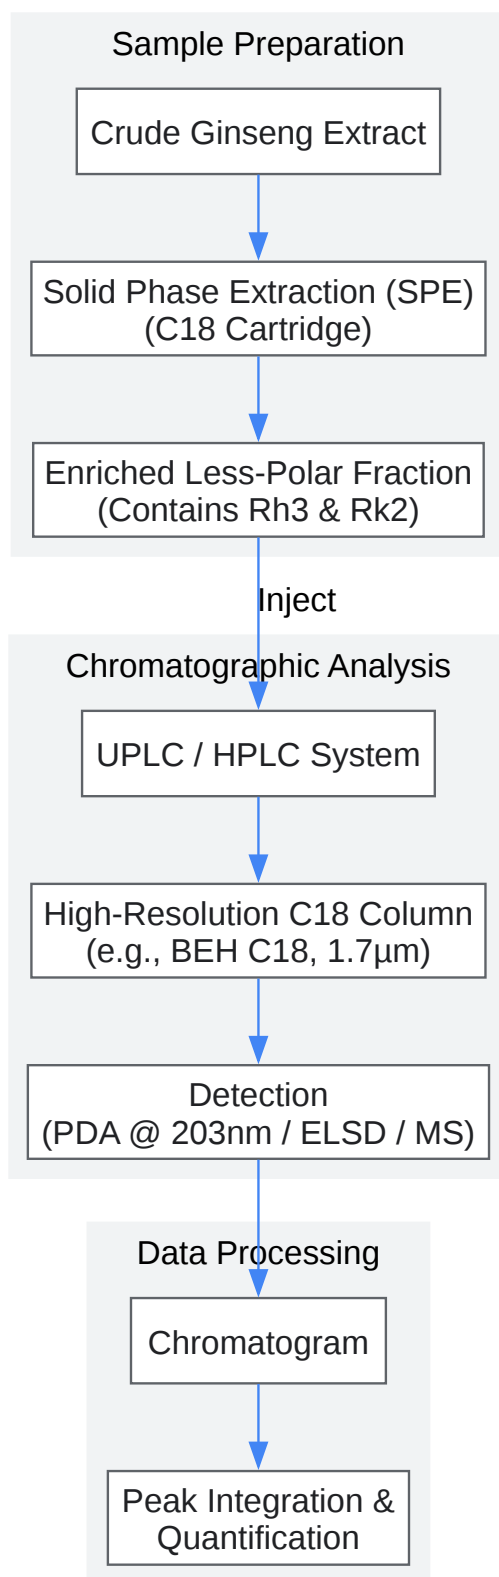 Sample Preparation
Crude Ginseng Extract
Solid Phase Extraction (SPE)
(C18 Cartridge)
Enriched Less-Polar Fraction
(Contains Rh3 & Rk2)
Inject
Chromatographic Analysis
UPLC / HPLC System
High-Resolution C18 Column
(e.g., BEH C18, 1.7µm)
Detection
(PDA @ 203nm / ELSD / MS)
Data Processing
Chromatogram
Peak Integration &
Quantification